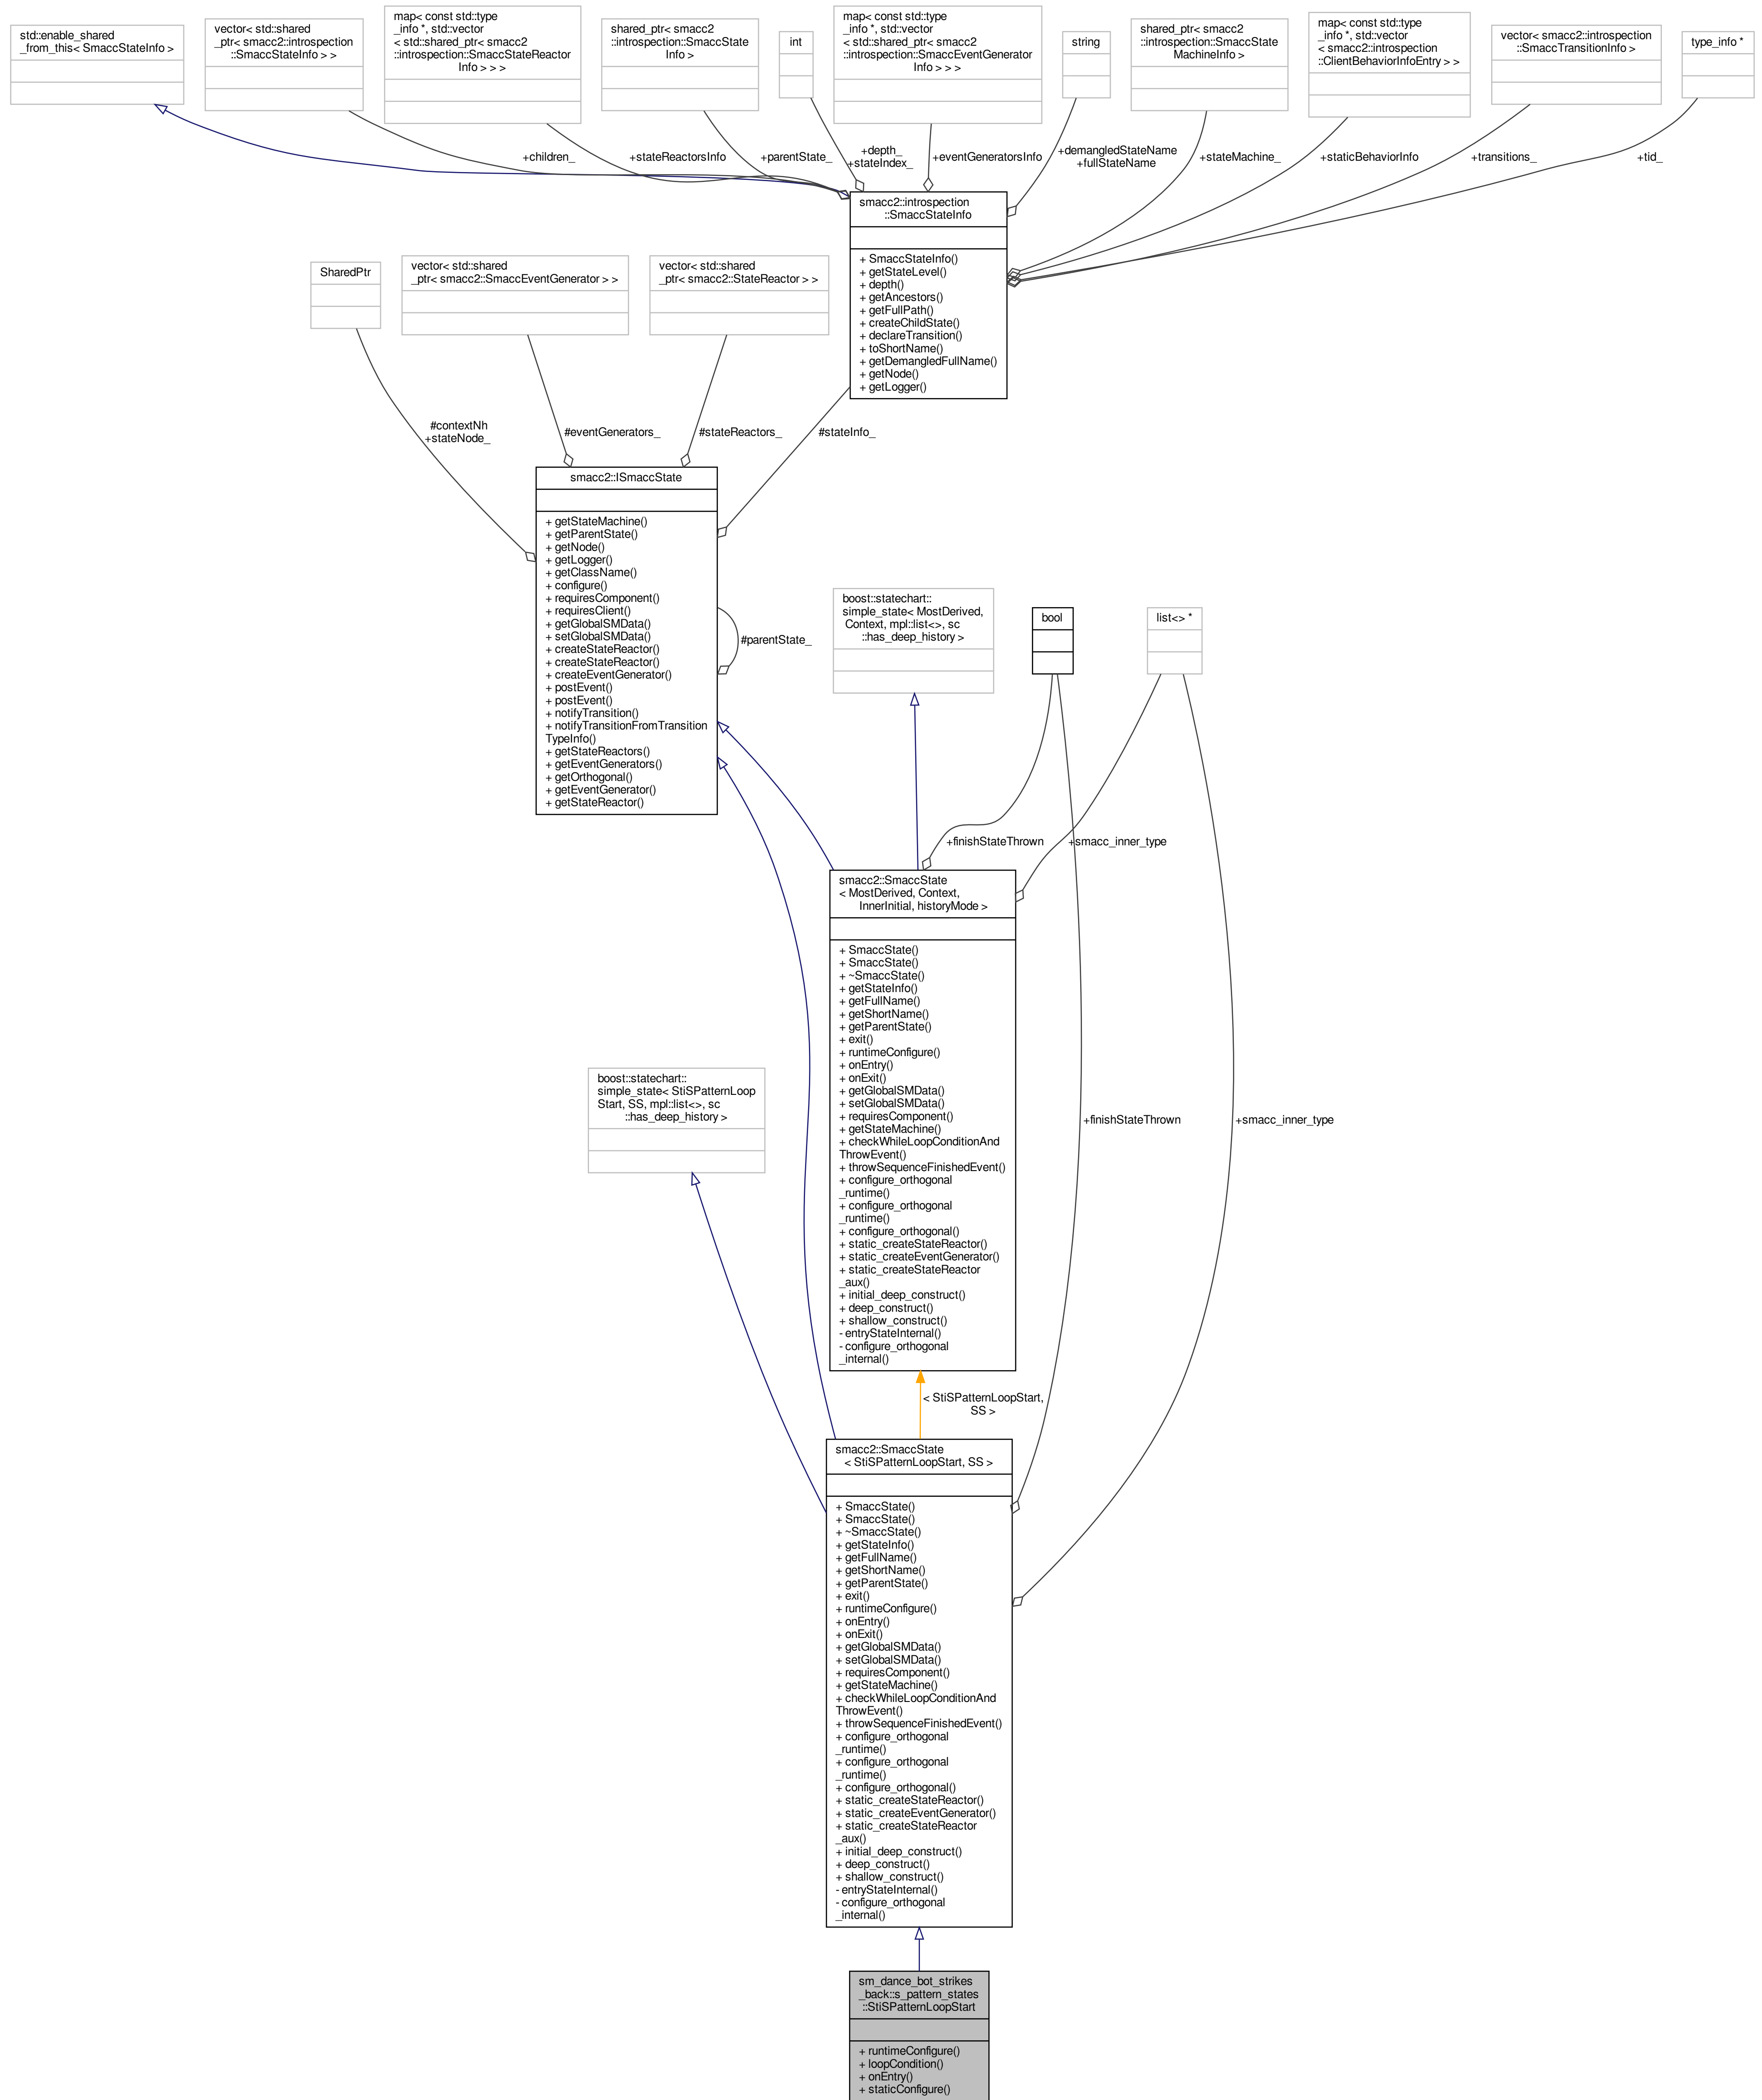 std::enable_shared
_from_this< SmaccStateInfo >
vector< std::shared
_ptr< smacc2::introspection
::SmaccStateInfo > >
map< const std::type
_info *, std::vector
< std::shared_ptr< smacc2
::introspection::SmaccStateReactor
Info > > >
shared_ptr< smacc2
::introspection::SmaccState
Info >
int
map< const std::type
_info *, std::vector
< std::shared_ptr< smacc2
::introspection::SmaccEventGenerator
Info > > >
string
shared_ptr< smacc2
::introspection::SmaccState
MachineInfo >
map< const std::type
_info *, std::vector
< smacc2::introspection
::ClientBehaviorInfoEntry > >
vector< smacc2::introspection
::SmaccTransitionInfo >
type_info *
+children_
+stateReactorsInfo
+parentState_
+depth_
+stateIndex_
+eventGeneratorsInfo
+demangledStateName
+fullStateName
+stateMachine_
+staticBehaviorInfo
+transitions_
+tid_
smacc2::introspection
::SmaccStateInfo
+ SmaccStateInfo()
+ getStateLevel()
+ depth()
+ getAncestors()
+ getFullPath()
+ createChildState()
+ declareTransition()
+ toShortName()
+ getDemangledFullName()
+ getNode()
+ getLogger()
SharedPtr
vector< std::shared
_ptr< smacc2::SmaccEventGenerator > >
vector< std::shared
_ptr< smacc2::StateReactor > >
#contextNh
+stateNode_
#eventGenerators_
#stateReactors_
#stateInfo_
smacc2::ISmaccState
+ getStateMachine()
+ getParentState()
+ getNode()
+ getLogger()
+ getClassName()
+ configure()
+ requiresComponent()
+ requiresClient()
+ getGlobalSMData()
+ setGlobalSMData()
+ createStateReactor()
+ createStateReactor()
+ createEventGenerator()
+ postEvent()
+ postEvent()
+ notifyTransition()
+ notifyTransitionFromTransition
TypeInfo()
+ getStateReactors()
+ getEventGenerators()
+ getOrthogonal()
+ getEventGenerator()
+ getStateReactor()
#parentState_
boost::statechart::
simple_state< MostDerived,
Context, mpl::list<>, sc
::has_deep_history >
bool
list<> *
+finishStateThrown
+smacc_inner_type
smacc2::SmaccState
< MostDerived, Context,
InnerInitial, historyMode >
+ SmaccState()
+ SmaccState()
+ ~SmaccState()
+ getStateInfo()
+ getFullName()
+ getShortName()
+ getParentState()
+ exit()
+ runtimeConfigure()
+ onEntry()
+ onExit()
+ getGlobalSMData()
+ setGlobalSMData()
+ requiresComponent()
+ getStateMachine()
+ checkWhileLoopConditionAnd
ThrowEvent()
+ throwSequenceFinishedEvent()
+ configure_orthogonal
_runtime()
+ configure_orthogonal
_runtime()
+ configure_orthogonal()
+ static_createStateReactor()
+ static_createEventGenerator()
+ static_createStateReactor
_aux()
+ initial_deep_construct()
+ deep_construct()
+ shallow_construct()
- entryStateInternal()
- configure_orthogonal
_internal()
boost::statechart::
simple_state< StiSPatternLoop
Start, SS, mpl::list<>, sc
::has_deep_history >
+finishStateThrown
+smacc_inner_type
< StiSPatternLoopStart,
SS >
smacc2::SmaccState
< StiSPatternLoopStart, SS >
+ SmaccState()
+ SmaccState()
+ ~SmaccState()
+ getStateInfo()
+ getFullName()
+ getShortName()
+ getParentState()
+ exit()
+ runtimeConfigure()
+ onEntry()
+ onExit()
+ getGlobalSMData()
+ setGlobalSMData()
+ requiresComponent()
+ getStateMachine()
+ checkWhileLoopConditionAnd
ThrowEvent()
+ throwSequenceFinishedEvent()
+ configure_orthogonal
_runtime()
+ configure_orthogonal
_runtime()
+ configure_orthogonal()
+ static_createStateReactor()
+ static_createEventGenerator()
+ static_createStateReactor
_aux()
+ initial_deep_construct()
+ deep_construct()
+ shallow_construct()
- entryStateInternal()
- configure_orthogonal
_internal()
sm_dance_bot_strikes
_back::s_pattern_states
::StiSPatternLoopStart
+ runtimeConfigure()
+ loopCondition()
+ onEntry()
+ staticConfigure()